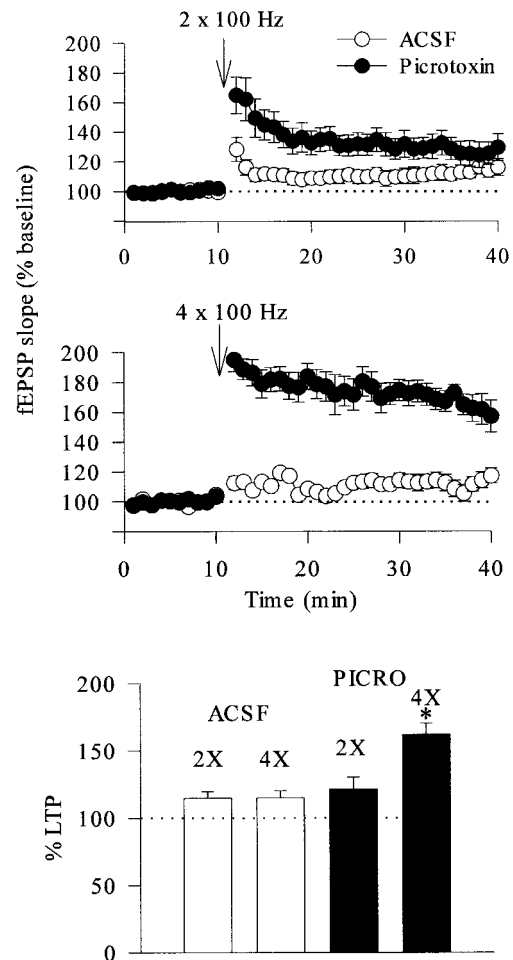 2 x 100 Hz
ACSF
Picrotoxin
200
180
160
140
120
100
0 10 20 30 40
fEPSP slope (% baseline)
4 x 100 Hz
200
180
160
140
120
100
0 10 20 30 40
Time (min)
200
150
100
50
0
% LTP
ACSF
PICRO
2X 4X 2X 4X
*